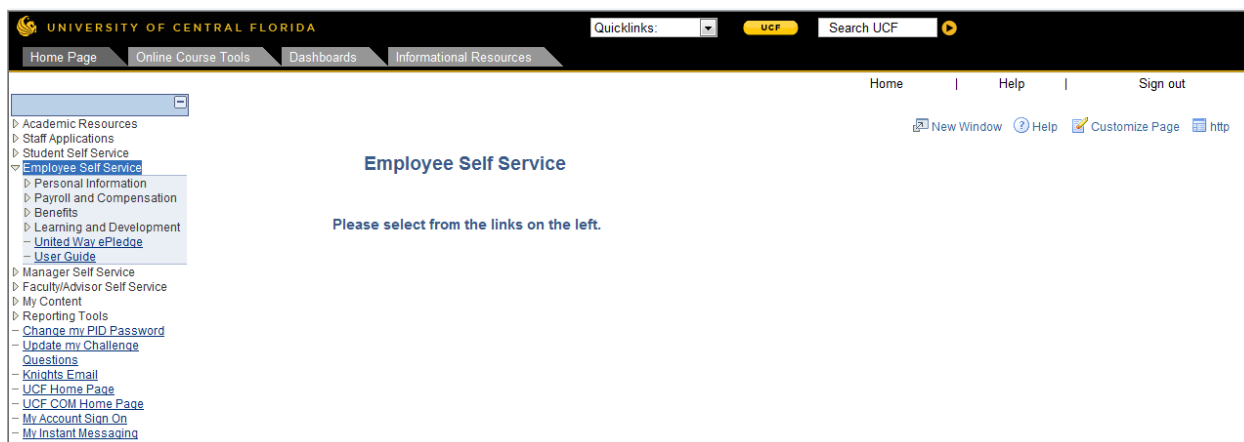 UNIVERSITY OF CENTRAL FLORIDA
Quicklinks:
UCF
Search UCF
Home Page
Online Course Tools
Dashboards
Informational Resources
Home | Help | Sign out
New Window
Help
Customize Page
http
Academic Resources
Staff Applications
Student Self Service
Employee Self Service
Personal Information
Payroll and Compensation
Benefits
Learning and Development
– United Way ePledge
– User Guide
Manager Self Service
Faculty/Advisor Self Service
My Content
Reporting Tools
– Change my PID Password
– Update my Challenge
Questions
– Knights Email
– UCF Home Page
– UCF COM Home Page
– My Account Sign On
– My Instant Messaging
Employee Self Service
Please select from the links on the left.